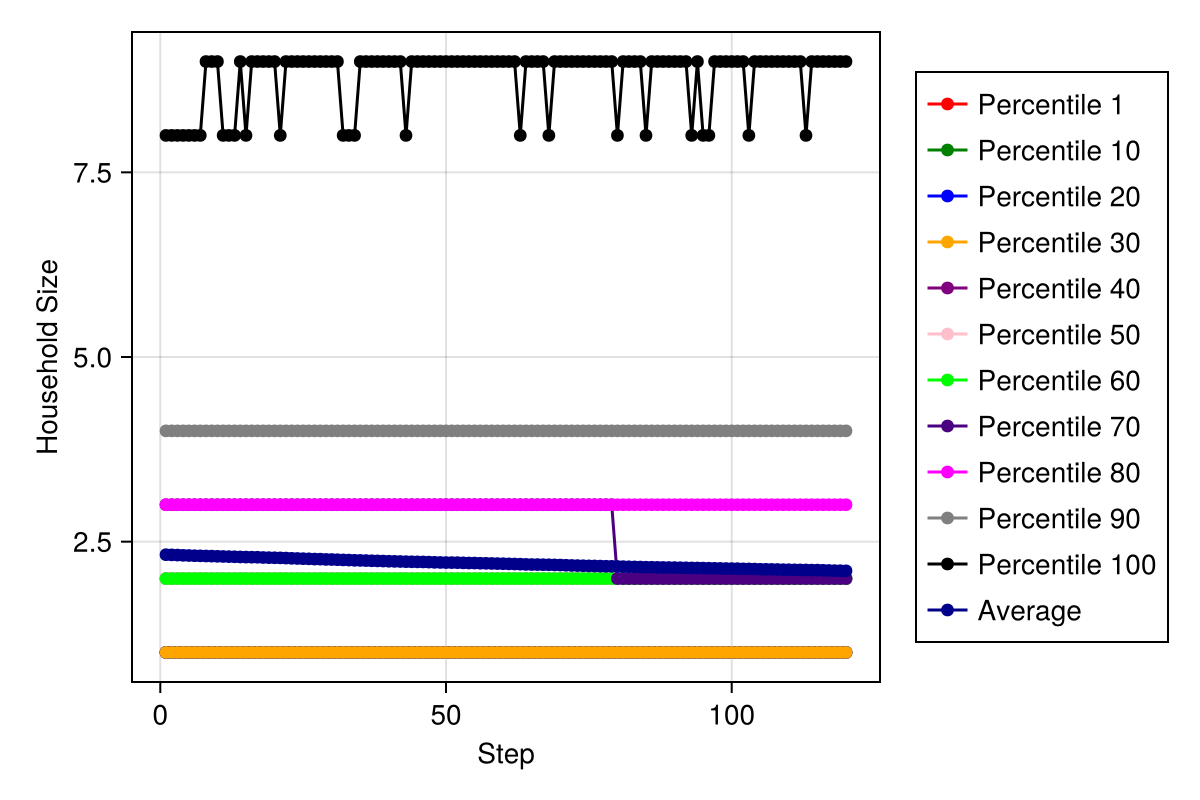 7.5
5.0
2.5
Household Size
0
50
100
Step
Percentile 1
Percentile 10
Percentile 20
Percentile 30
Percentile 40
Percentile 50
Percentile 60
Percentile 70
Percentile 80
Percentile 90
Percentile 100
Average